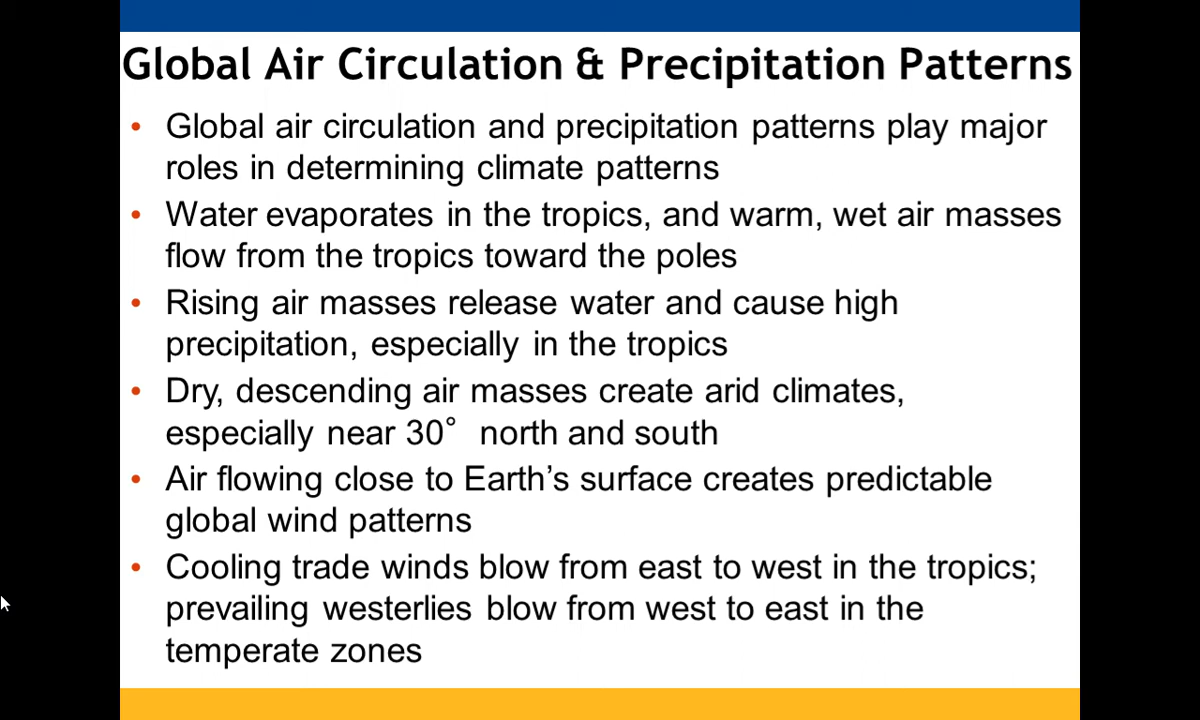 Global Air Circulation & Precipitation Patterns
• Global air circulation and precipitation patterns play major
roles in determining climate patterns
• Water evaporates in the tropics, and warm, wet air masses
flow from the tropics toward the poles
• Rising air masses release water and cause high
precipitation, especially in the tropics
• Dry, descending air masses create arid climates,
especially near 30° north and south
• Air flowing close to Earth’s surface creates predictable
global wind patterns
• Cooling trade winds blow from east to west in the tropics;
prevailing westerlies blow from west to east in the
temperate zones